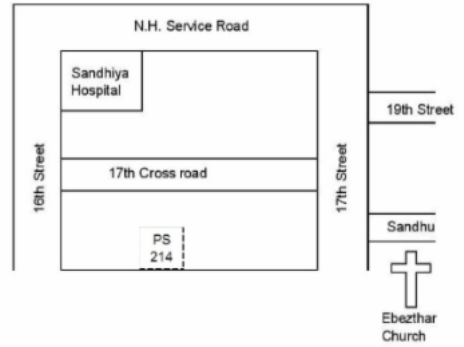 N.H. Service Road
Sandhiya
Hospital
19th Street
16th Street
17th Cross road
17th Street
Sandhu
PS
214
Ebezthar
Church